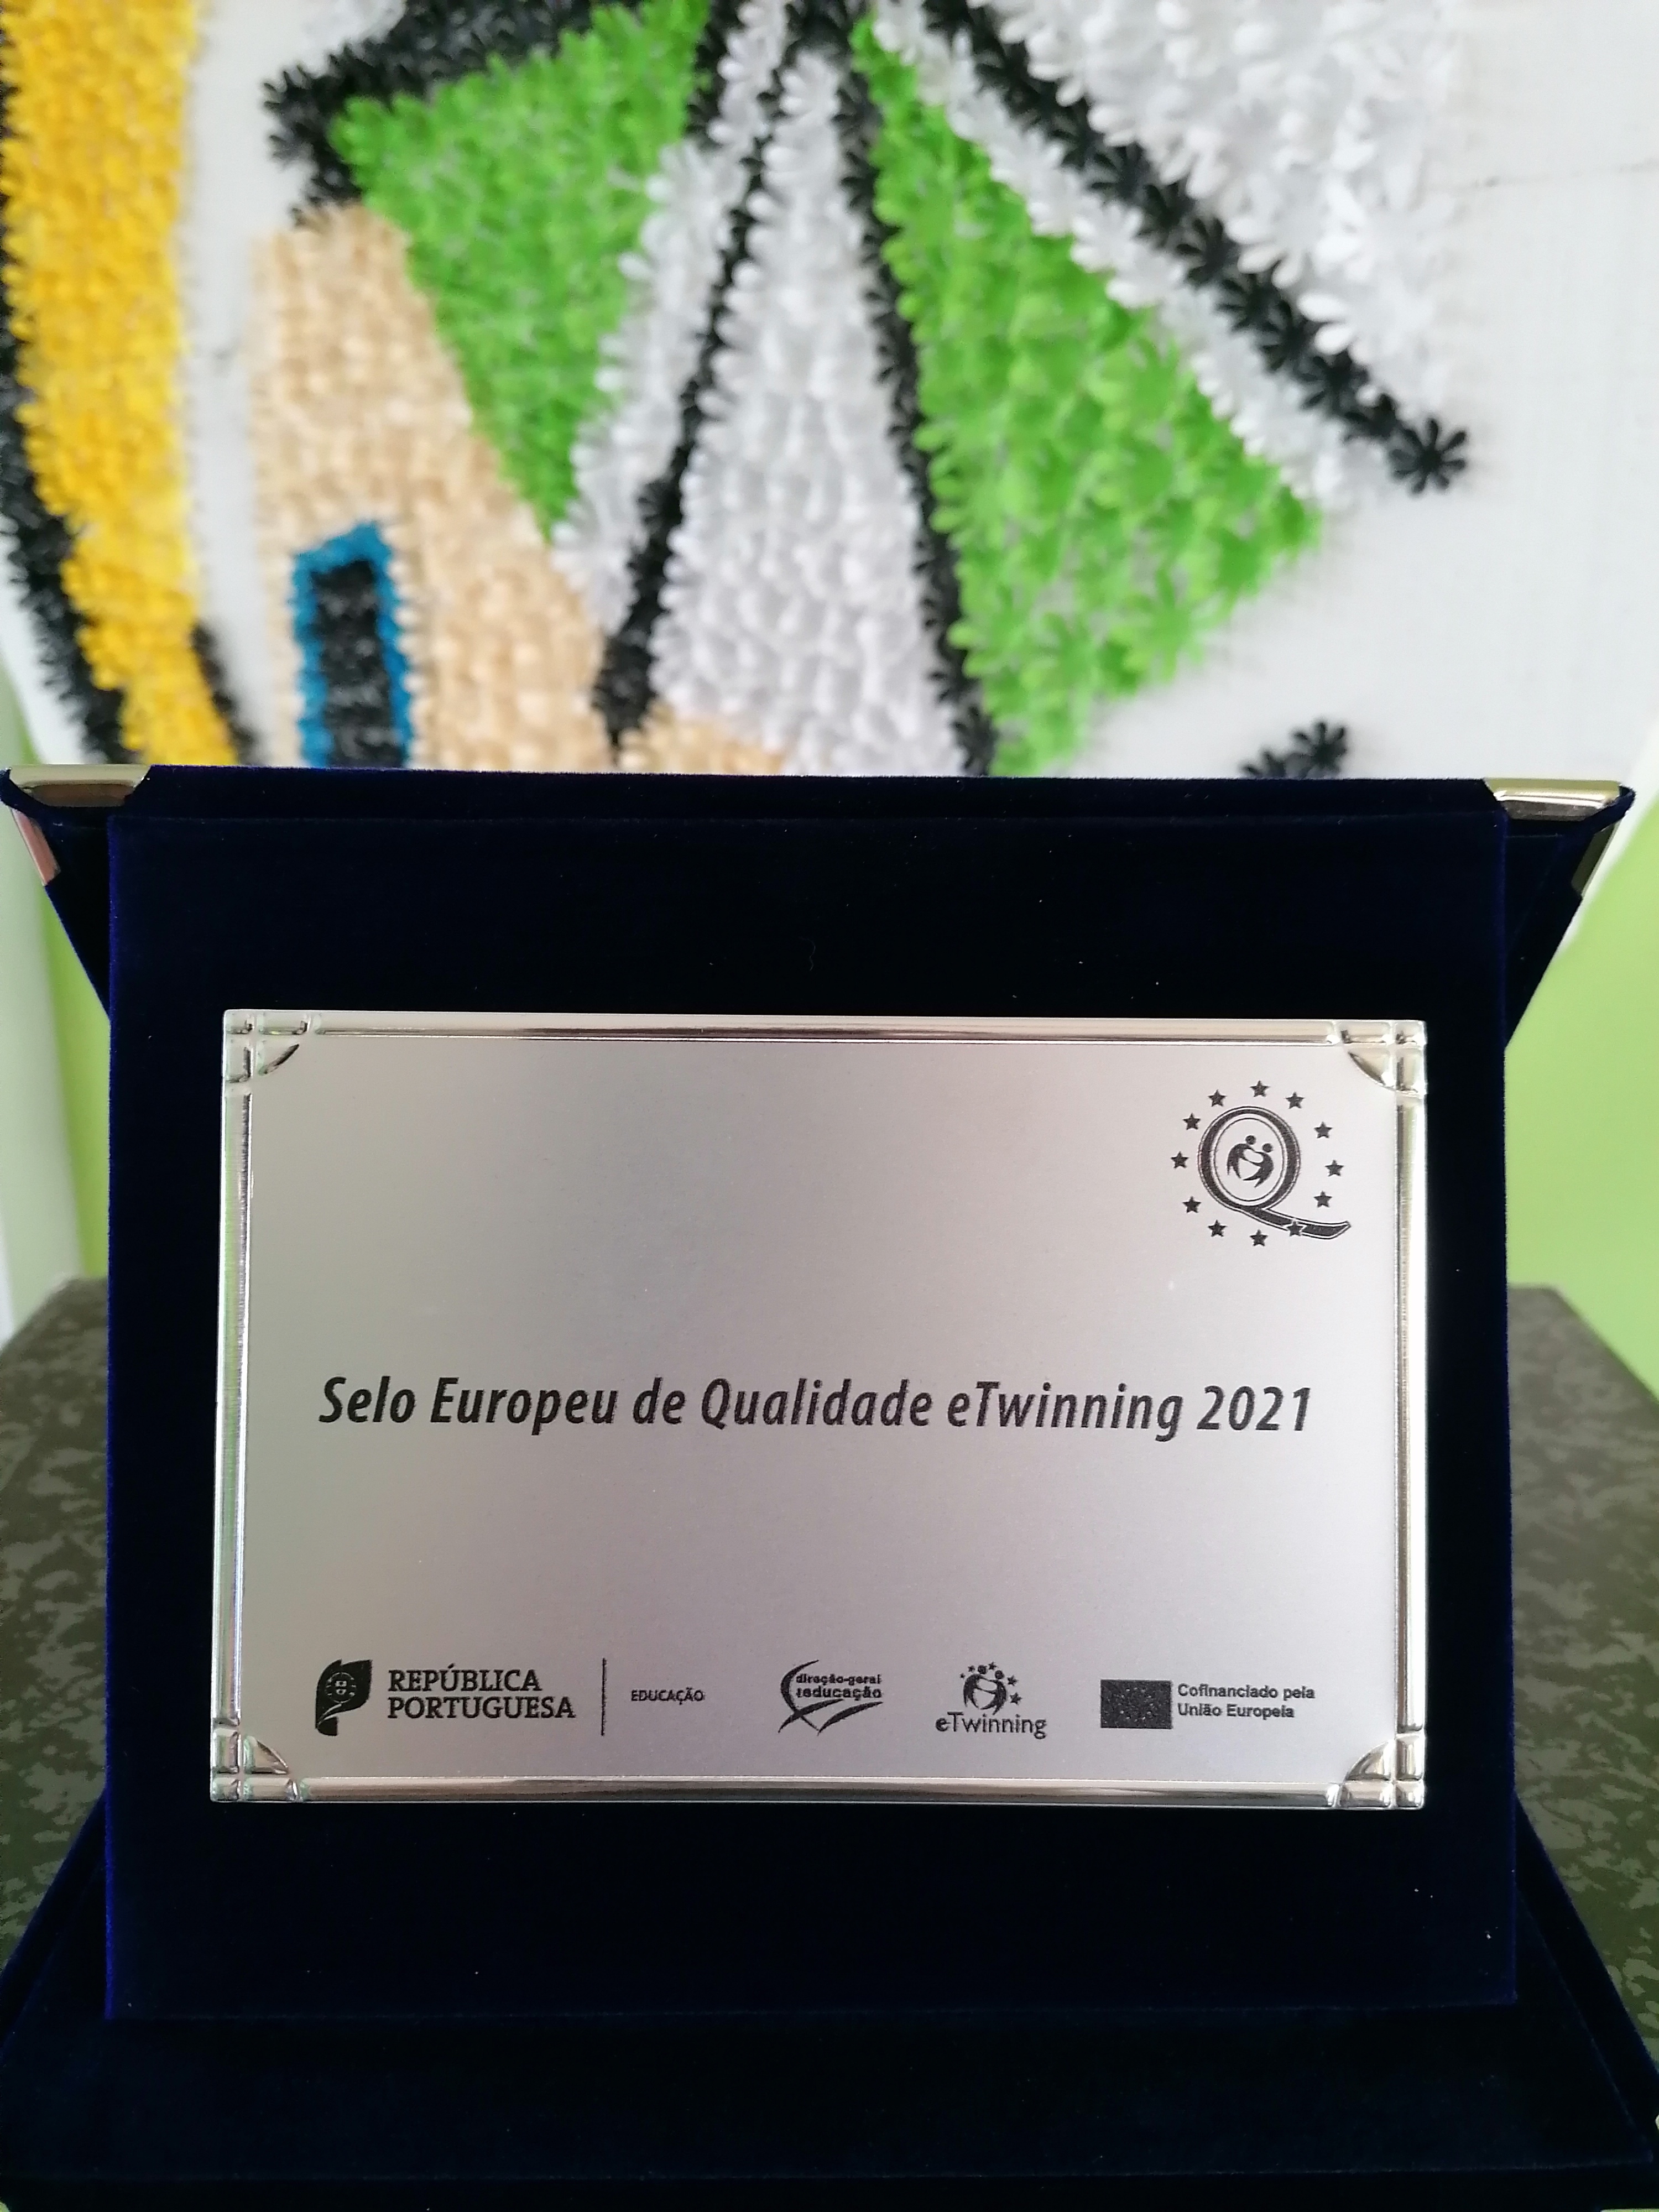 Q
Selo Europeu de Qualidade eTwinning 2021
REPÚBLICA
PORTUGUESA
EDUCAÇÃO
direção-geral
educação
eTwinning
Cofinanciado pela
União Europeia